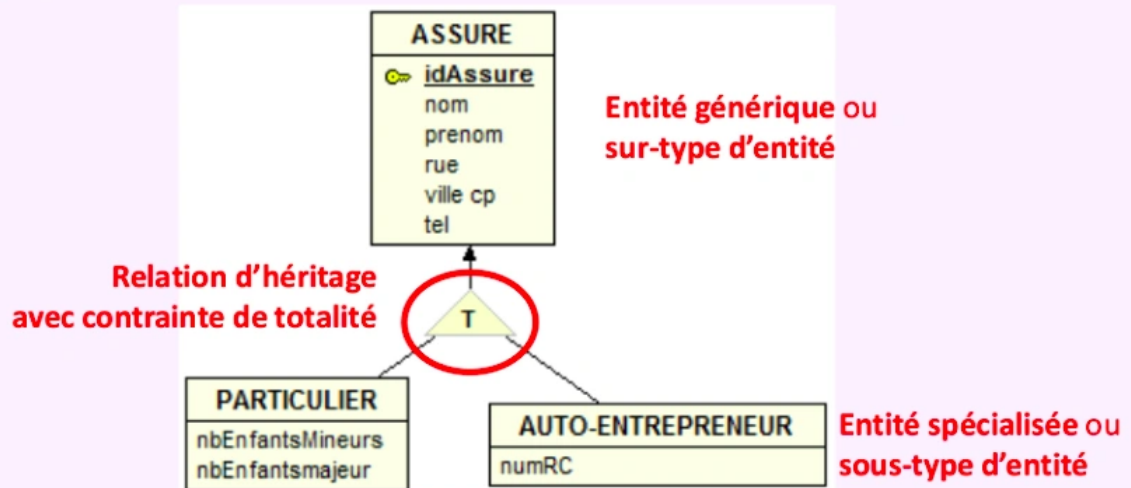 ASSURE
idAssure
nom
prenom
rue
ville cp
tel
Entité générique ou
sur-type d'entité
Relation d'héritage
avec contrainte de totalité
T
PARTICULIER
nbEnfantsMineurs
nbEnfantsmajeur
AUTO-ENTREPRENEUR
numRC
Entité spécialisée ou
sous-type d'entité